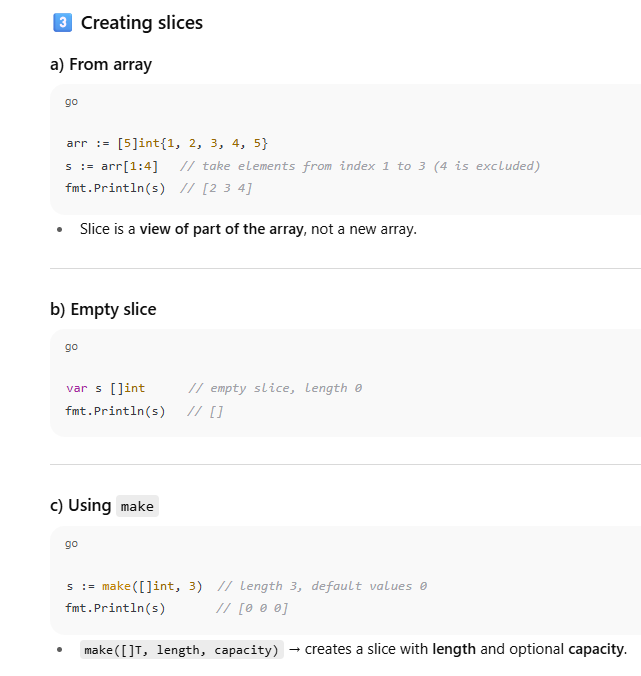 3 Creating slices
a) From array
go
arr := [5]int{1, 2, 3, 4, 5}
s := arr[1:4]   // take elements from index 1 to 3 (4 is excluded)
fmt.Println(s)  // [2 3 4]
• Slice is a view of part of the array, not a new array.
b) Empty slice
go
var s []int      // empty slice, length 0
fmt.Println(s)   // []
c) Using make
go
s := make([]int, 3)  // length 3, default values 0
fmt.Println(s)       // [0 0 0]
• make([]T, length, capacity) → creates a slice with length and optional capacity.